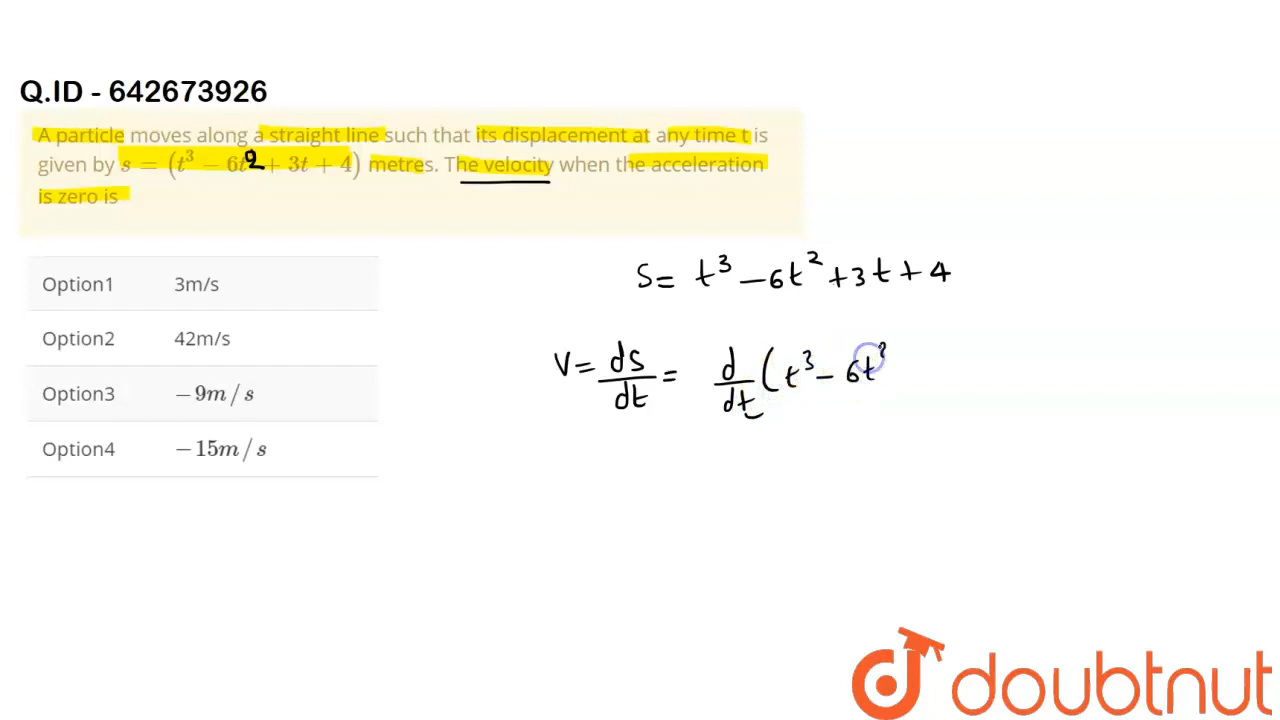 Q.ID - 642673926
A particle moves along a straight line such that its displacement at any time t is
given by s = (t³ − 6t² + 3t + 4) metres. The velocity when the acceleration
is zero is
Option1 3m/s
Option2 42m/s
Option3 −9m/s
Option4 −15m/s
S= t³ − 6t² + 3t + 4
V = ds/dt = d/dt (t³ − 6t²
doubtnut